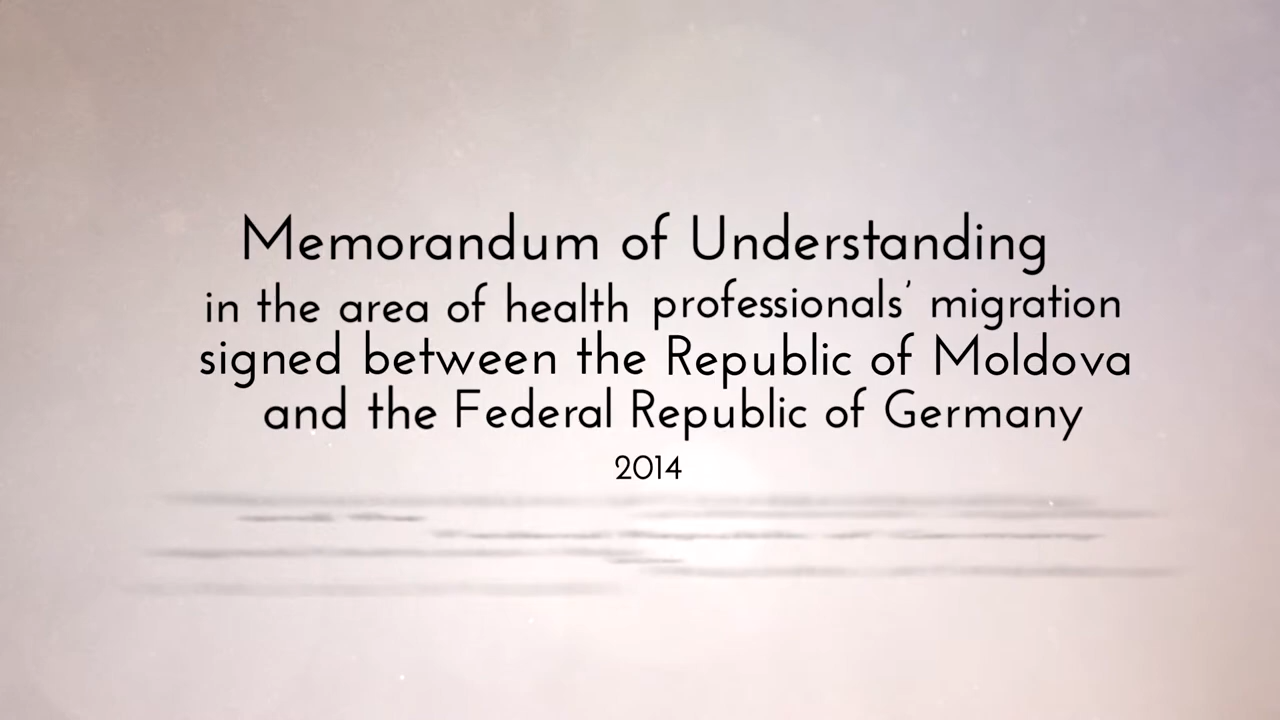 Memorandum of Understanding
in the area of health professionals’ migration
signed between the Republic of Moldova
and the Federal Republic of Germany
2014